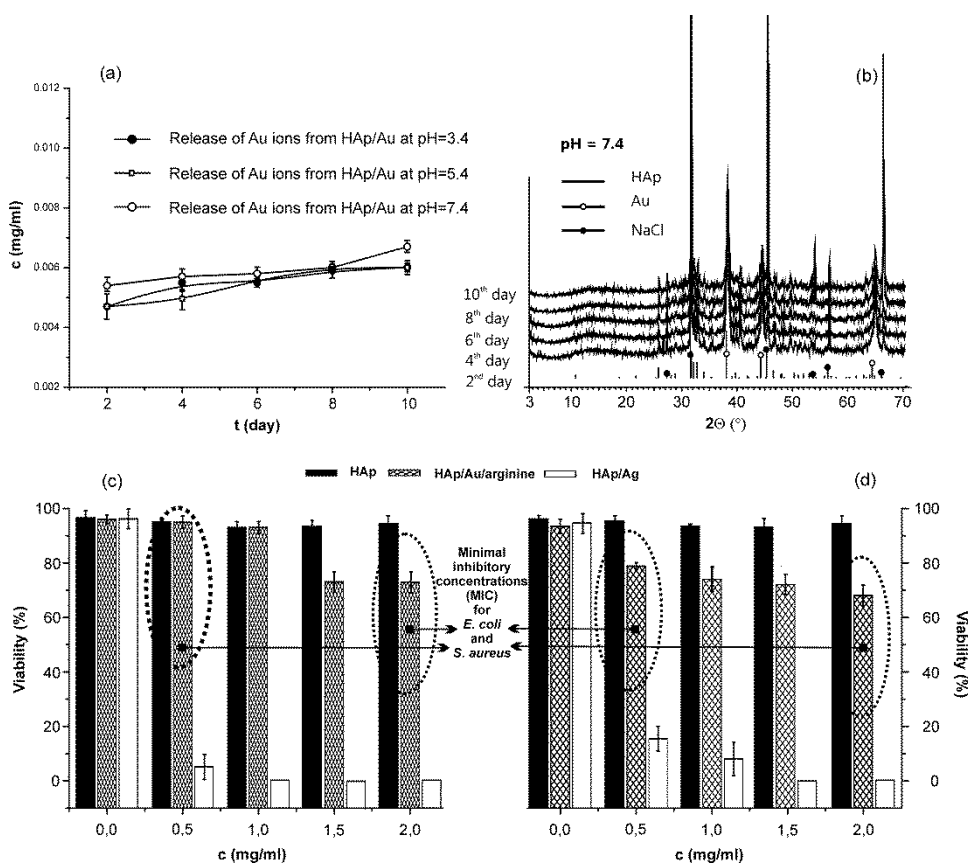 (a)
0.012
0.010
0.008
0.006
0.004
0.002
c (mg/ml)
Release of Au ions from HAp/Au at pH=3.4
Release of Au ions from HAp/Au at pH=5.4
Release of Au ions from HAp/Au at pH=7.4
2 4 6 8 10
t (day)
(b)
pH = 7.4
HAp
Au
NaCl
10th day
8th day
6th day
4th day
2nd day
3 10 20 30 40 50 60 70
2Θ (°)
HAp HAp/Au/arginine HAp/Ag
(c)
100
80
60
40
20
0
Viability (%)
0,0 0,5 1,0 1,5 2,0
c (mg/ml)
Minimal
inhibitory
concentrations
(MIC)
for
E. coli
and
S. aureus
(d)
100
80
60
40
20
0
Viability (%)
0,0 0,5 1,0 1,5 2,0
c (mg/ml)